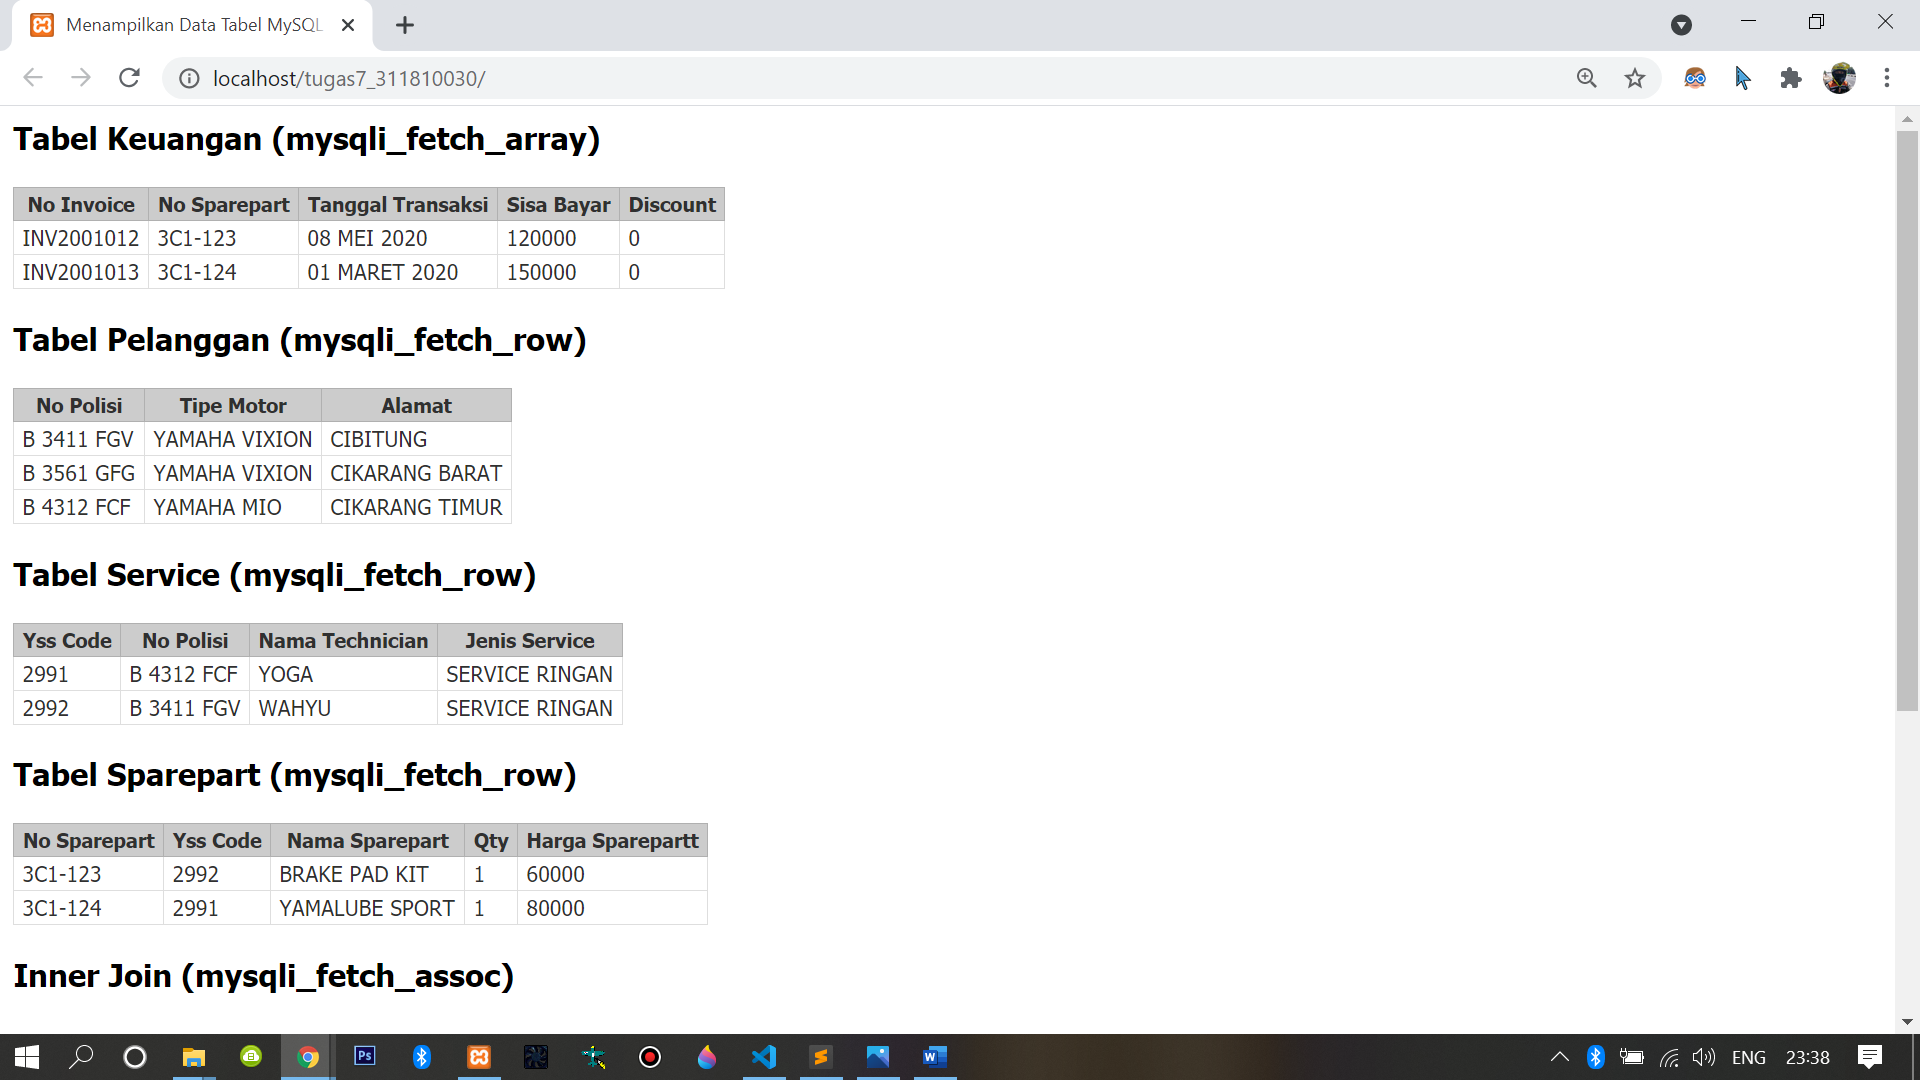 Menampilkan Data Tabel MySQL
localhost/tugas7_311810030/
Tabel Keuangan (mysqli_fetch_array)
No Invoice No Sparepart Tanggal Transaksi Sisa Bayar Discount
INV2001012 3C1-123 08 MEI 2020 120000 0
INV2001013 3C1-124 01 MARET 2020 150000 0
Tabel Pelanggan (mysqli_fetch_row)
No Polisi Tipe Motor Alamat
B 3411 FGV YAMAHA VIXION CIBITUNG
B 3561 GFG YAMAHA VIXION CIKARANG BARAT
B 4312 FCF YAMAHA MIO CIKARANG TIMUR
Tabel Service (mysqli_fetch_row)
Yss Code No Polisi Nama Technician Jenis Service
2991 B 4312 FCF YOGA SERVICE RINGAN
2992 B 3411 FGV WAHYU SERVICE RINGAN
Tabel Sparepart (mysqli_fetch_row)
No Sparepart Yss Code Nama Sparepart Qty Harga Sparepartt
3C1-123 2992 BRAKE PAD KIT 1 60000
3C1-124 2991 YAMALUBE SPORT 1 80000
Inner Join (mysqli_fetch_assoc)
Ps W ENG 23:38